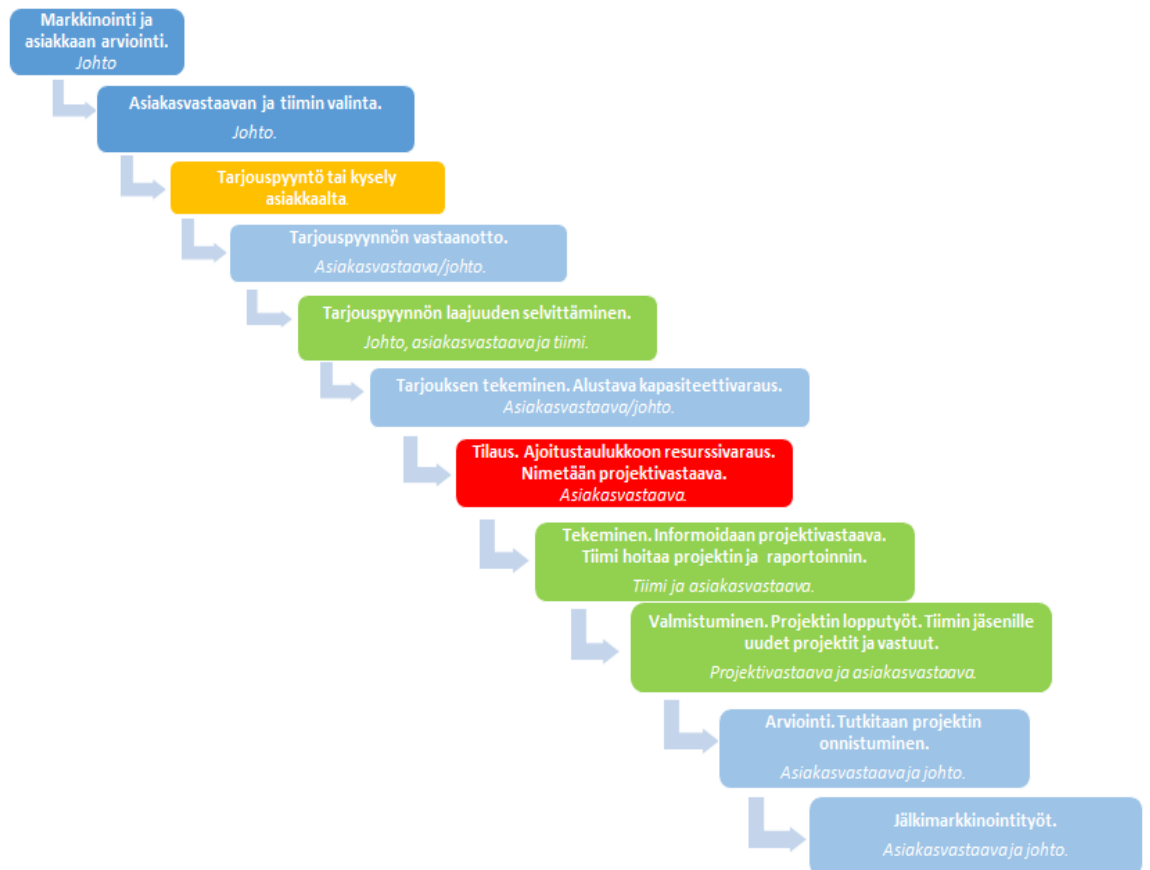 Markkinointi ja
asiakkaan arviointi.
Johto
Asiakasvastaavan ja tiimin valinta.
Johto.
Tarjouspyyntö tai kysely
asiakkaalta.
Tarjouspyynnön vastaanotto.
Asiakasvastaava/johto.
Tarjouspyynnön laajuuden selvittäminen.
Johto, asiakasvastaava ja tiimi.
Tarjouksen tekeminen. Alustava kapasiteettivaraus.
Asiakasvastaava/johto.
Tilaus. Ajoitustaulukkoon resurssivaraus.
Nimetään projektivastaava.
Asiakasvastaava.
Tekeminen. Informoidaan projektivastaava.
Tiimi hoitaa projektin ja raportoinnin.
Tiimi ja asiakasvastaava.
Valmistuminen. Projektin lopputyöt. Tiimin jäsenille
uudet projektit ja vastuut.
Projektivastaava ja asiakasvastaava.
Arviointi. Tutkitaan projektin
onnistuminen.
Asiakasvastaava ja johto.
Jälkimarkkinointityöt.
Asiakasvastaava ja johto.